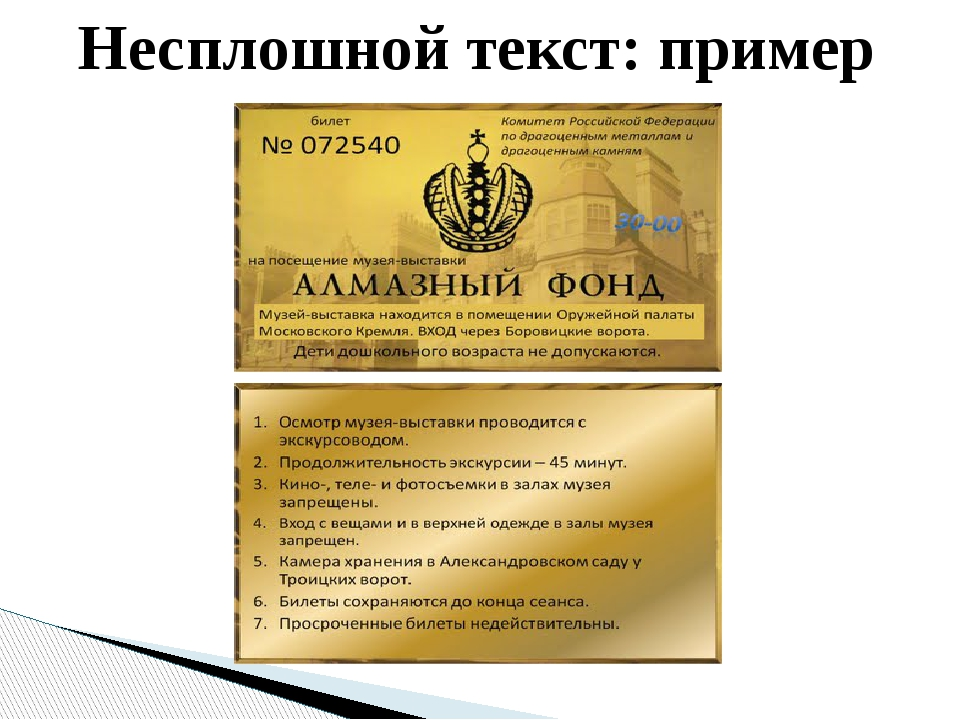 Несплошной текст: пример
билет
№ 072540
Комитет Российской Федерации
по драгоценным металлам и
драгоценным камням
30-00
на посещение музея-выставки
АЛМАЗНЫЙ ФОНД
Музей-выставка находится в помещении Оружейной палаты
Московского Кремля. ВХОД через Боровицкие ворота.
Дети дошкольного возраста не допускаются.
1. Осмотр музея-выставки проводится с
экскурсоводом.
2. Продолжительность экскурсии – 45 минут.
3. Кино-, теле- и фотосъемки в залах музея
запрещены.
4. Вход с вещами и в верхней одежде в залы музея
запрещен.
5. Камера хранения в Александровском саду у
Троицких ворот.
6. Билеты сохраняются до конца сеанса.
7. Просроченные билеты недействительны.